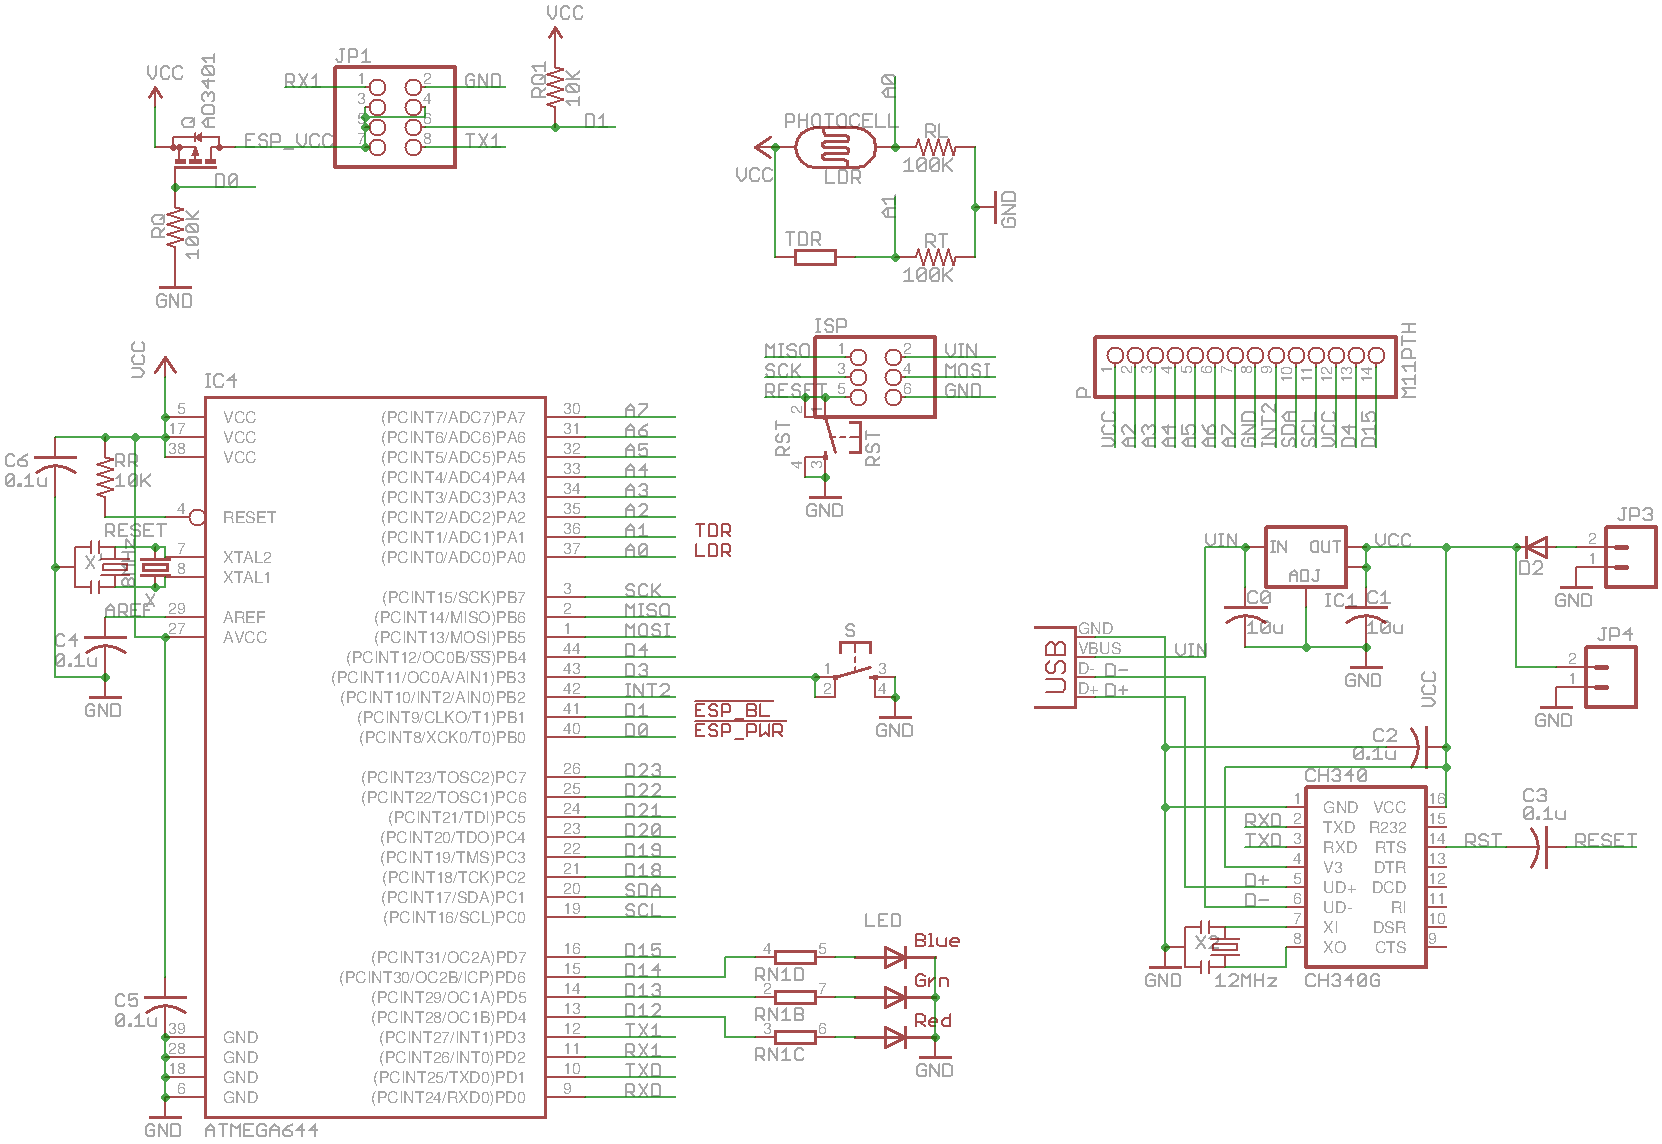 VCC
JP1
RX1 1 2 GND
3 4
5 6 D1
7 8 TX1
ESP_VCC
RQ1
10K
VCC
Q
AO3401
D0
RQ
100K
GND
A0
PHOTOCELL
LDR
RL
100K
VCC
A1
TDR
RT
100K
GND
ISP
MISO 1 2 VIN
SCK 3 4 MOSI
RESET 5 6 GND
2 1
RST
RST
4 3
GND
P
M11PTH
1 2 3 4 5 6 7 8 9 10 11 12 13 14
VCC A2 A3 A4 A5 A6 A7 GND INT2 SDA SCL VCC D4 D15
VCC
IC4
5 VCC
17 VCC
38 VCC
4 RESET
7 XTAL2
8 XTAL1
29 AREF
27 AVCC
39 GND
28 GND
18 GND
6 GND
C6
0.1u
RR
10K
RESET
X
X
AREF
C4
0.1u
GND
C5
0.1u
GND
ATMEGA644
(PCINT7/ADC7)PA7 30 A7
(PCINT6/ADC6)PA6 31 A6
(PCINT5/ADC5)PA5 32 A5
(PCINT4/ADC4)PA4 33 A4
(PCINT3/ADC3)PA3 34 A3
(PCINT2/ADC2)PA2 35 A2
(PCINT1/ADC1)PA1 36 A1 TDR
(PCINT0/ADC0)PA0 37 A0 LDR
(PCINT15/SCK)PB7 3 SCK
(PCINT14/MISO)PB6 2 MISO
(PCINT13/MOSI)PB5 1 MOSI
(PCINT12/OC0B/SS)PB4 44 D4
(PCINT11/OC0A/AIN1)PB3 43 D3
(PCINT10/INT2/AIN0)PB2 42 INT2
(PCINT9/CLKO/T1)PB1 41 D1 ESP_BL
(PCINT8/XCK0/T0)PB0 40 D0 ESP_PWR
(PCINT23/TOSC2)PC7 26 D23
(PCINT22/TOSC1)PC6 25 D22
(PCINT21/TDI)PC5 24 D21
(PCINT20/TDO)PC4 23 D20
(PCINT19/TMS)PC3 22 D19
(PCINT18/TCK)PC2 21 D18
(PCINT17/SDA)PC1 20 SDA
(PCINT16/SCL)PC0 19 SCL
(PCINT31/OC2A)PD7 16 D15
(PCINT30/OC2B/ICP)PD6 15 D14
(PCINT29/OC1A)PD5 14 D13
(PCINT28/OC1B)PD4 13 D12
(PCINT27/INT1)PD3 12 TX1
(PCINT26/INT0)PD2 11 RX1
(PCINT25/TXD0)PD1 10 TXD
(PCINT24/RXD0)PD0 9 RXD
S
1 3
2 4
GND
LED
4 5 Blue
RN1D
2 7 Grn
RN1B
3 6 Red
RN1C
GND
VIN IN OUT VCC
ADJ
IC1
C0
10u
C1
10u
GND
D2
JP3
2
1
GND
JP4
2
1
GND
USB
GND
VBUS VIN
D- D-
D+ D+
VCC
C2
0.1u
CH340
1 GND VCC 16
RXD 2 TXD R232 15
TXD 3 RXD RTS 14 RST
4 V3 DTR 13
D+ 5 UD+ DCD 12
D- 6 UD- RI 11
7 XI DSR 10
8 XO CTS 9
C3
0.1u
RESET
X2
GND
12MHz
CH340G